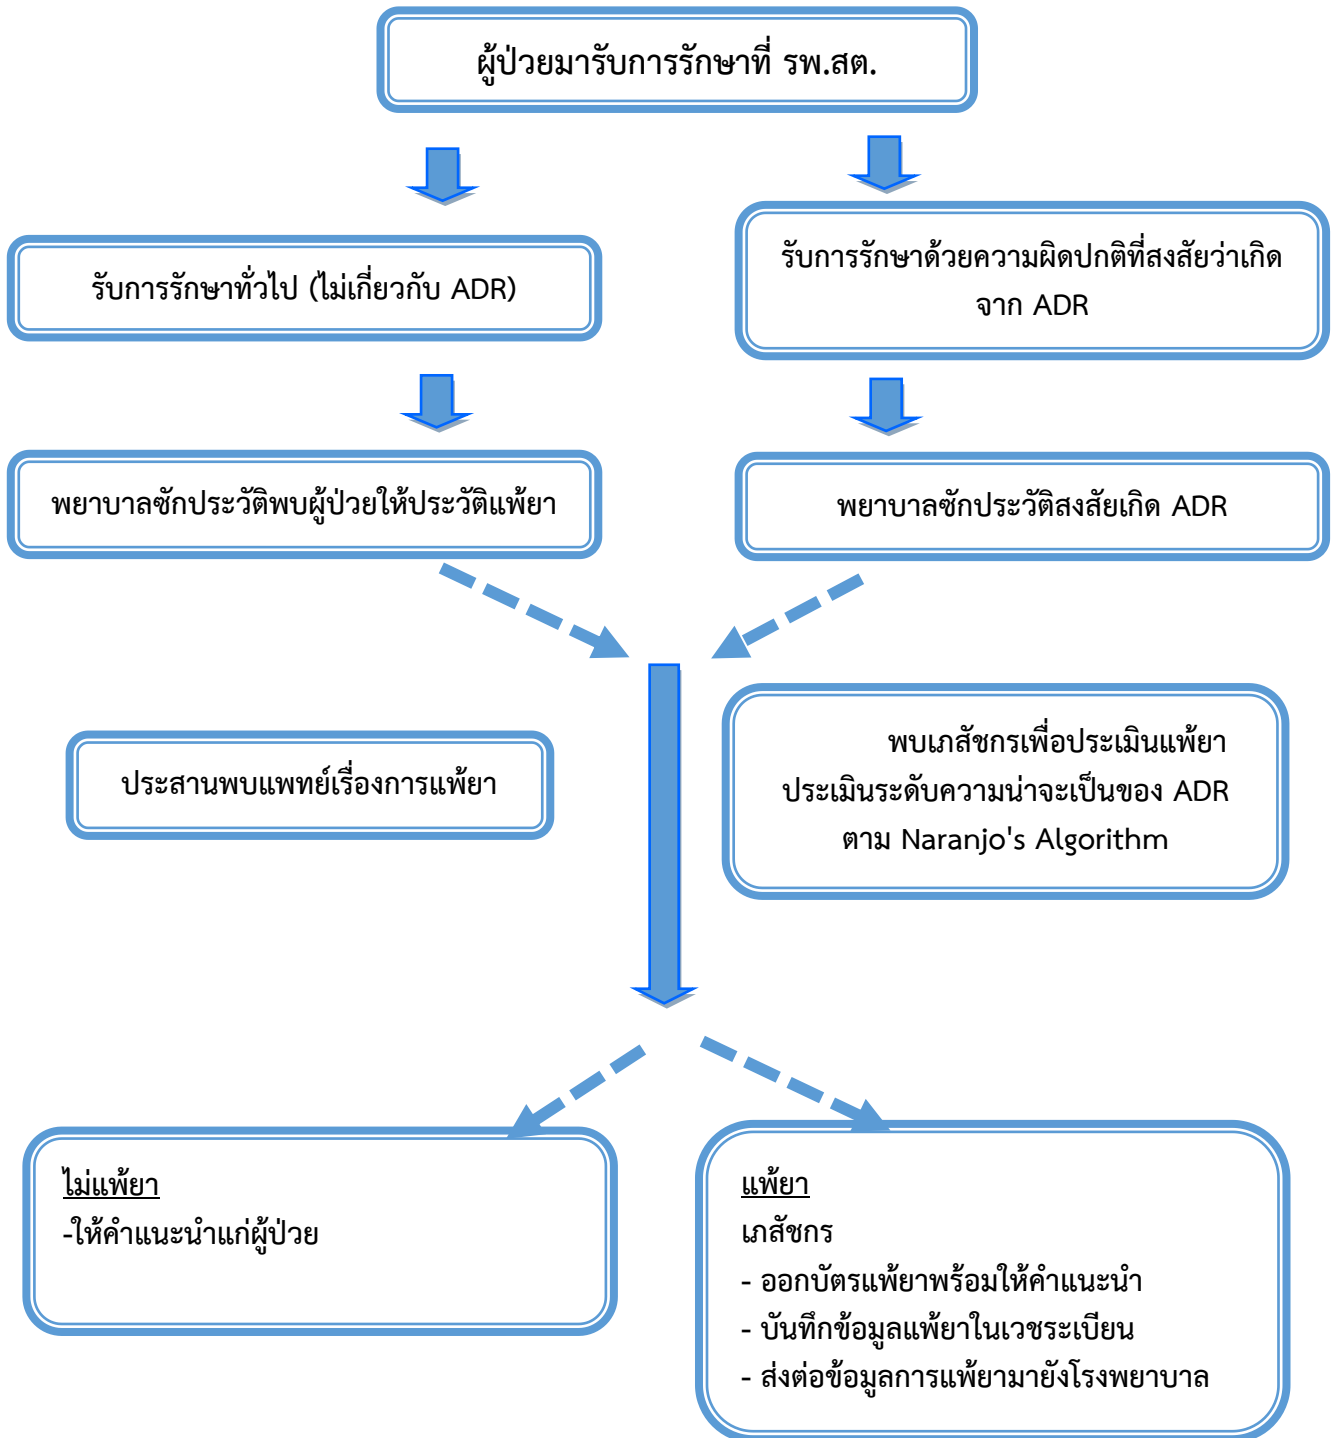 ผู้ป่วยมารับการรักษาที่ รพ.สต.
รับการรักษาทั่วไป (ไม่เกี่ยวกับ ADR)
รับการรักษาด้วยความผิดปกติที่สงสัยว่าเกิด
จาก ADR
พยาบาลซักประวัติพบผู้ป่วยให้ประวัติแพ้ยา
พยาบาลซักประวัติสงสัยเกิด ADR
ประสานพบแพทย์เรื่องการแพ้ยา
พบเภสัชกรเพื่อประเมินแพ้ยา
ประเมินระดับความน่าจะเป็นของ ADR
ตาม Naranjo's Algorithm
ไม่แพ้ยา
-ให้คำแนะนำแก่ผู้ป่วย
แพ้ยา
เภสัชกร
- ออกบัตรแพ้ยาพร้อมให้คำแนะนำ
- บันทึกข้อมูลแพ้ยาในเวชระเบียน
- ส่งต่อข้อมูลการแพ้ยามายังโรงพยาบาล